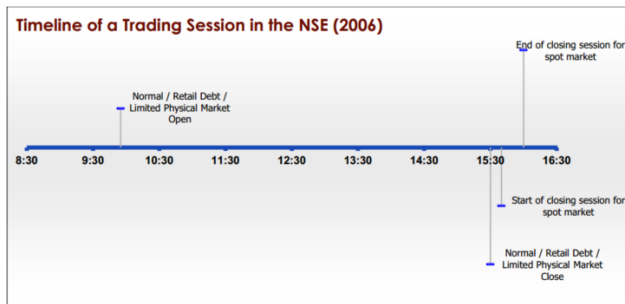 Timeline of a Trading Session in the NSE (2006)
End of closing session for
spot market
Normal / Retail Debt /
Limited Physical Market
Open
8:30 9:30 10:30 11:30 12:30 13:30 14:30 15:30 16:30
Start of closing session for
spot market
Normal / Retail Debt /
Limited Physical Market
Close